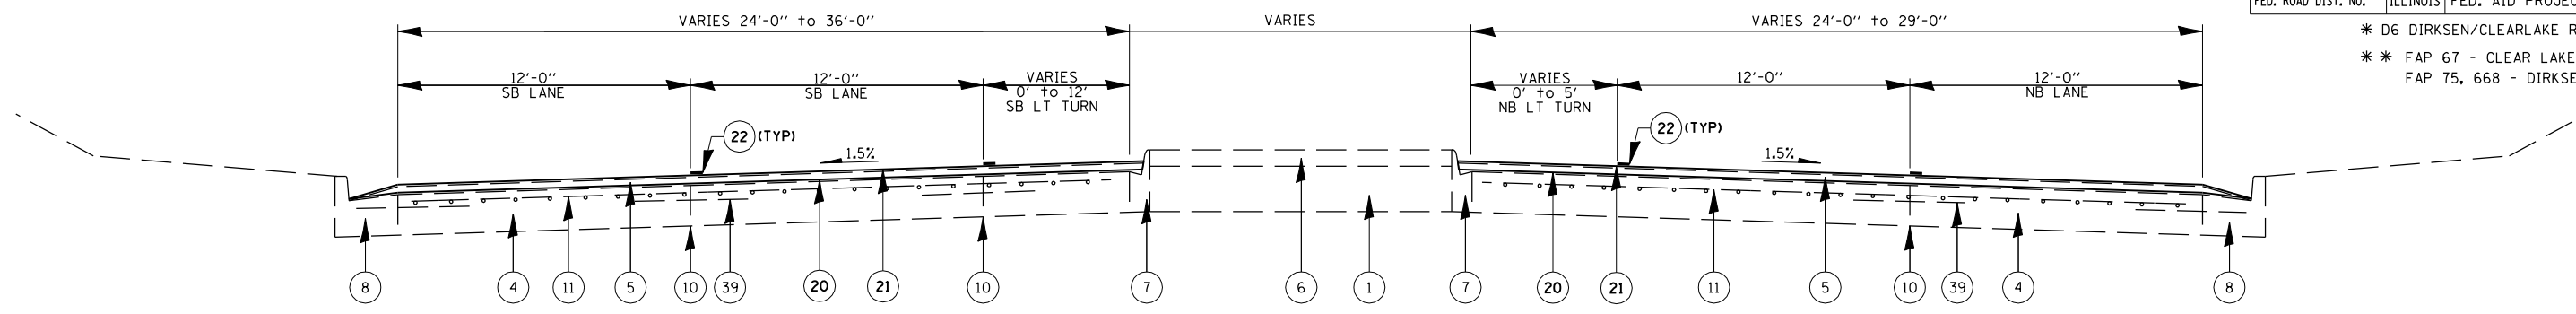 FED. ROAD DIST. NO. ILLINOIS FED. AID PROJEC
* D6 DIRKSEN/CLEARLAKE R
* * FAP 67 - CLEAR LAKE
FAP 75, 668 - DIRKSE
VARIES 24'-0" to 36'-0"
VARIES
VARIES 24'-0" to 29'-0"
12'-0"
SB LANE
12'-0"
SB LANE
VARIES
0' to 12'
SB LT TURN
VARIES
0' to 5'
NB LT TURN
12'-0"
12'-0"
NB LANE
22 (TYP)
1.5%
22 (TYP)
1.5%
8 4 11 5 10 39 20 21 10 7 6 1 7 20 21 11 5 10 39 4 8